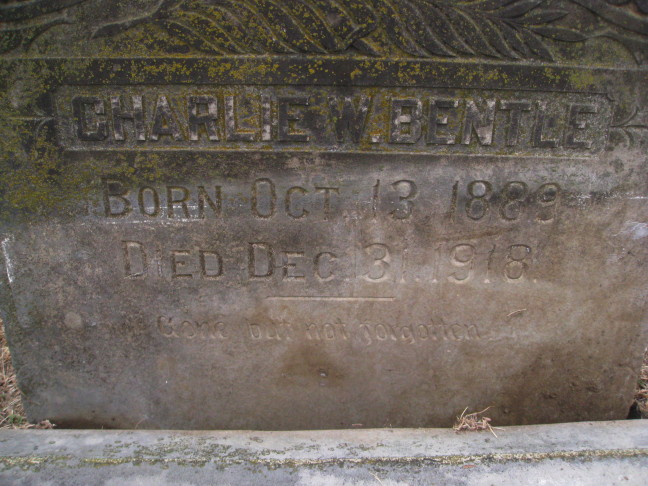 CHARLIE W. BENTLE
BORN OCT. 13, 1889
DIED DEC. 31, 1918.
Gone but not forgotten